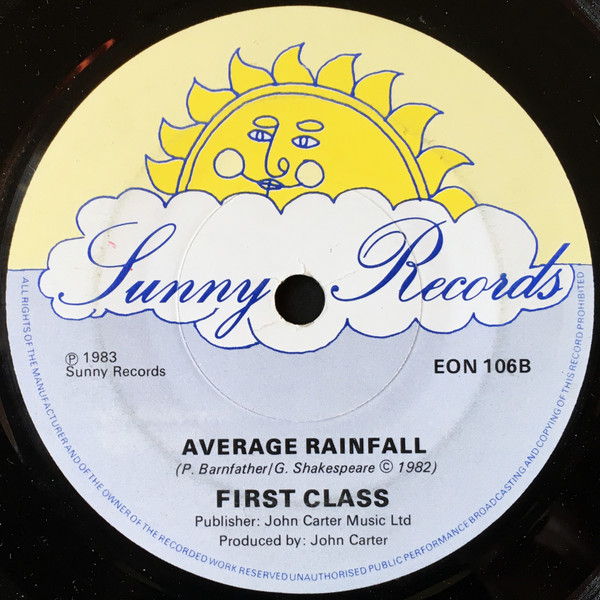 Sunny Records
℗ 1983
Sunny Records
EON 106B
AVERAGE RAINFALL
(P. Barnfather/G. Shakespeare © 1982)
FIRST CLASS
Publisher: John Carter Music Ltd
Produced by: John Carter
ALL RIGHTS OF THE MANUFACTURER AND OF THE OWNER OF THE RECORDED WORK RESERVED UNAUTHORISED PUBLIC PERFORMANCE BROADCASTING AND COPYING OF THIS RECORD PROHIBITED